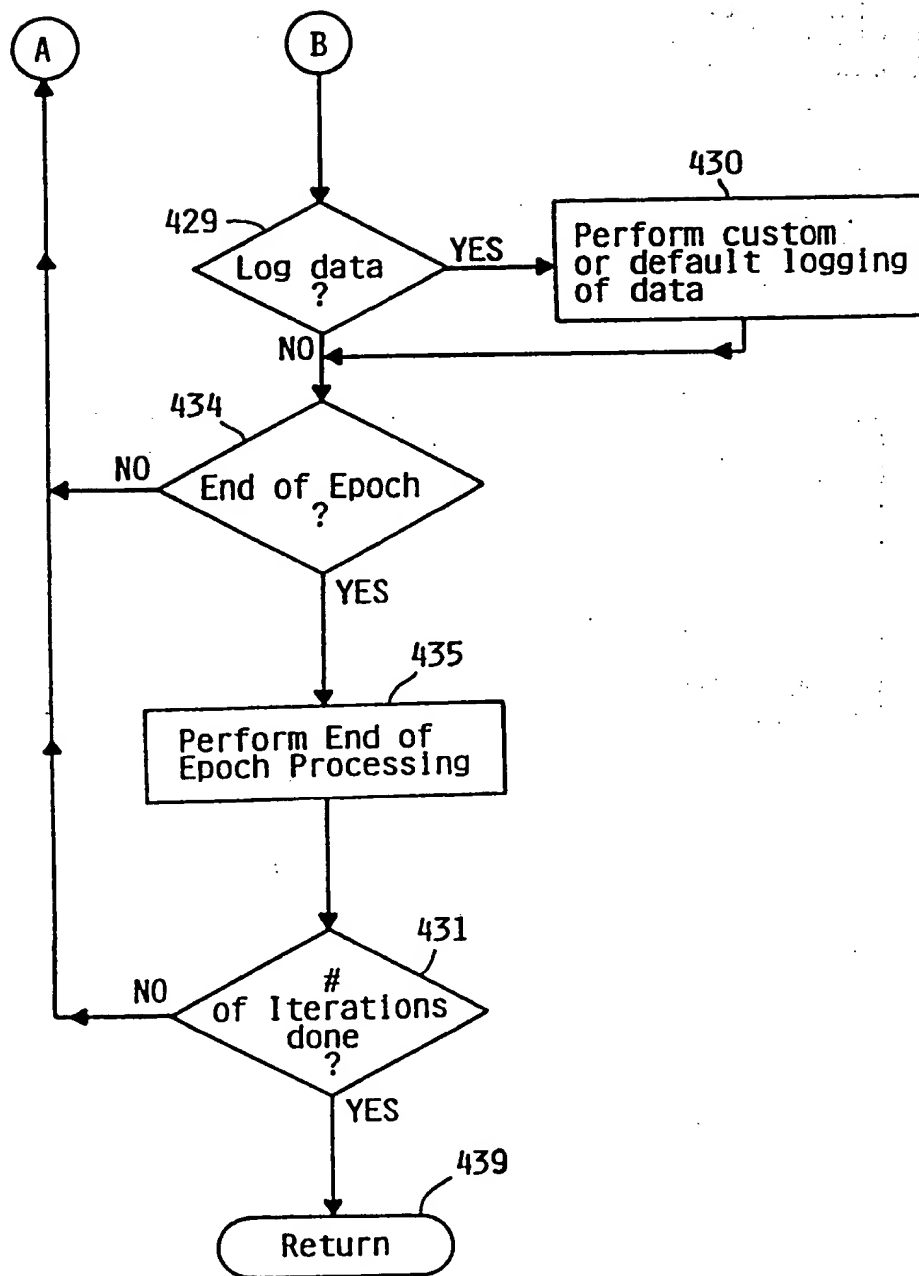 A
B
430
429
YES
Perform custom
or default logging
of data
Log data
?
NO
434
NO
End of Epoch
?
YES
435
Perform End of
Epoch Processing
431
NO
#
of Iterations
done
?
YES
439
Return